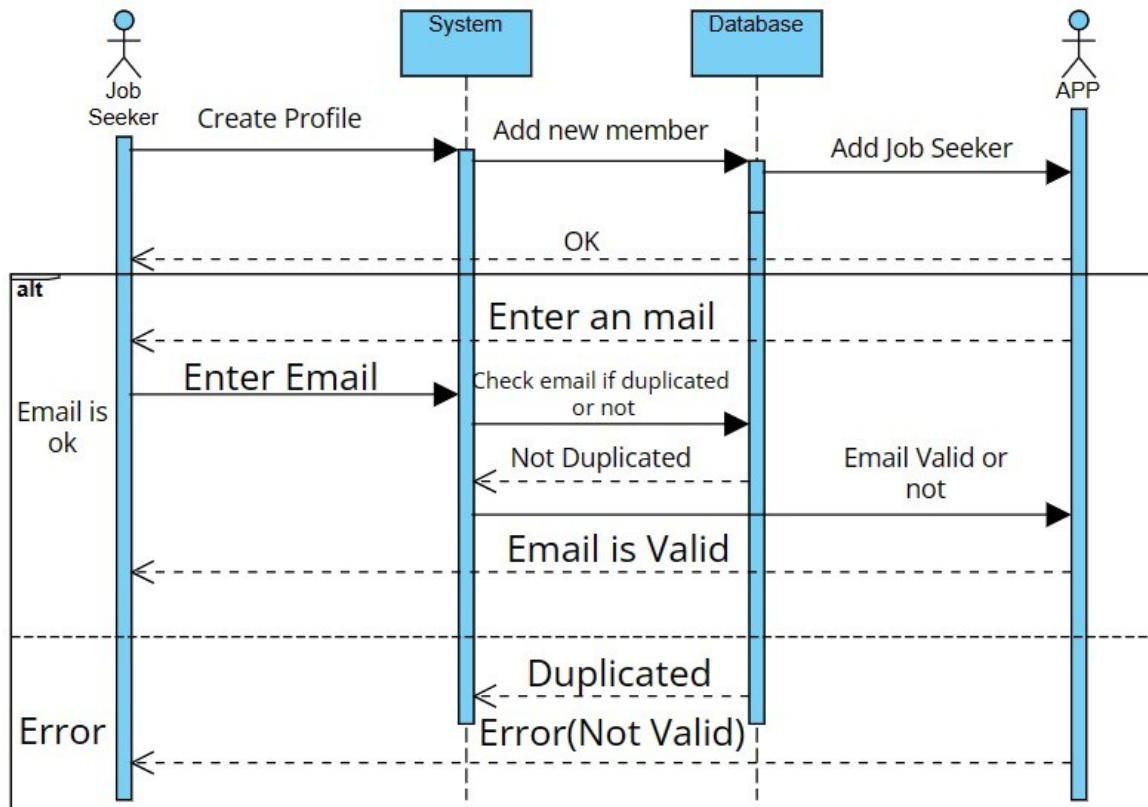 System
Database
Job
Seeker
APP
Create Profile
Add new member
Add Job Seeker
OK
alt
Enter an mail
Enter Email
Check email if duplicated
or not
Email is
ok
Not Duplicated
Email Valid or
not
Email is Valid
Duplicated
Error
Error(Not Valid)